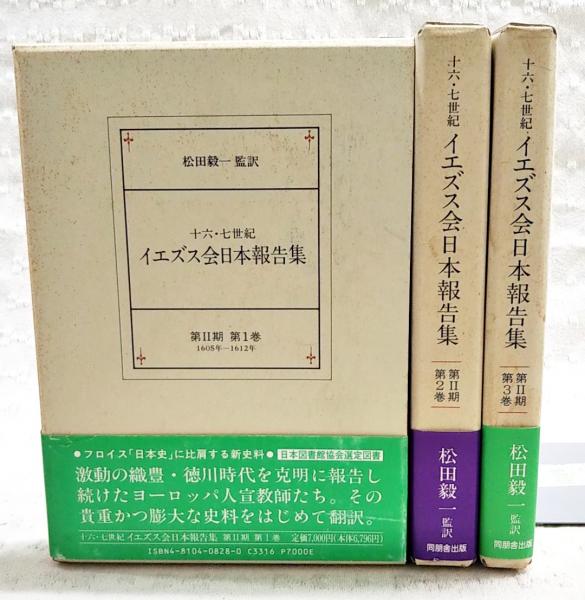 松田毅一 監訳
十六・七世紀
イエズス会日本報告集
第II期 第1巻
1605年―1612年
●フロイス「日本史」に比肩する新史料● 日本図書館協会選定図書
激動の織豊・徳川時代を克明に報告し
続けたヨーロッパ人宣教師たち。その
貴重かつ膨大な史料をはじめて翻訳。
十六・七世紀 イエズス会日本報告集 第II期 第1巻 定価7,000円(本体6,796円)
ISBN4-8104-0828-0 C3316 P7000E
十六・七世紀 イエズス会日本報告集
第II期
第2巻
松田毅一 監訳
同朋舎出版
十六・七世紀 イエズス会日本報告集
第II期
第3巻
松田毅一 監訳
同朋舎出版